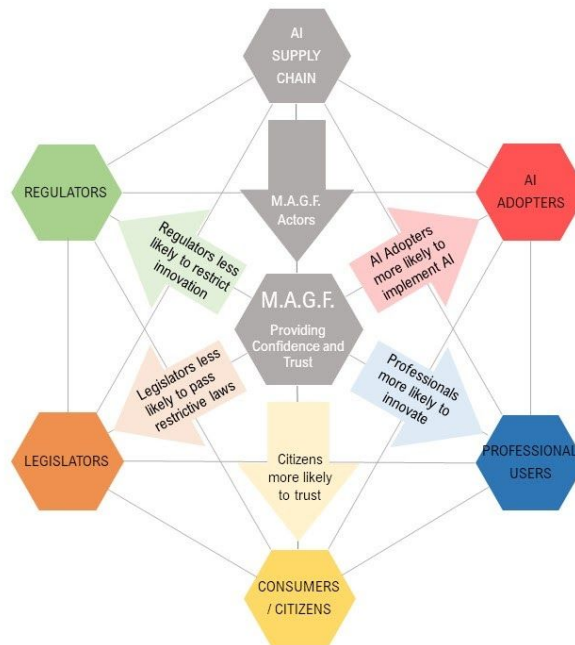 AI
SUPPLY
CHAIN
REGULATORS
AI
ADOPTERS
M.A.G.F.
Actors
Regulators less
likely to restrict
innovation
AI Adopters
more likely to
implement AI
M.A.G.F.
Providing
Confidence and
Trust
Legislators less
likely to pass
restrictive laws
Professionals
more likely to
innovate
LEGISLATORS
Citizens
more likely
to trust
PROFESSIONAL
USERS
CONSUMERS
/ CITIZENS